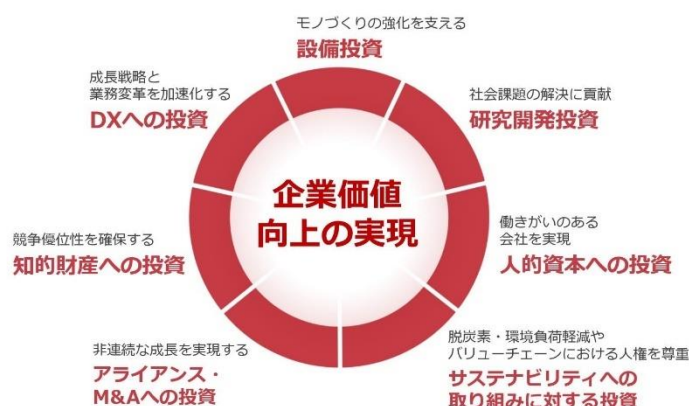 モノづくりの強化を支える
設備投資
社会課題の解決に貢献
研究開発投資
働きがいのある
会社を実現
人的資本への投資
脱炭素・環境負荷軽減や
バリューチェーンにおける人権を尊重
サステナビリティへの
取り組みに対する投資
非連続な成長を実現する
アライアンス・
M&Aへの投資
競争優位性を確保する
知的財産への投資
成長戦略と
業務変革を加速化する
DXへの投資
企業価値
向上の実現